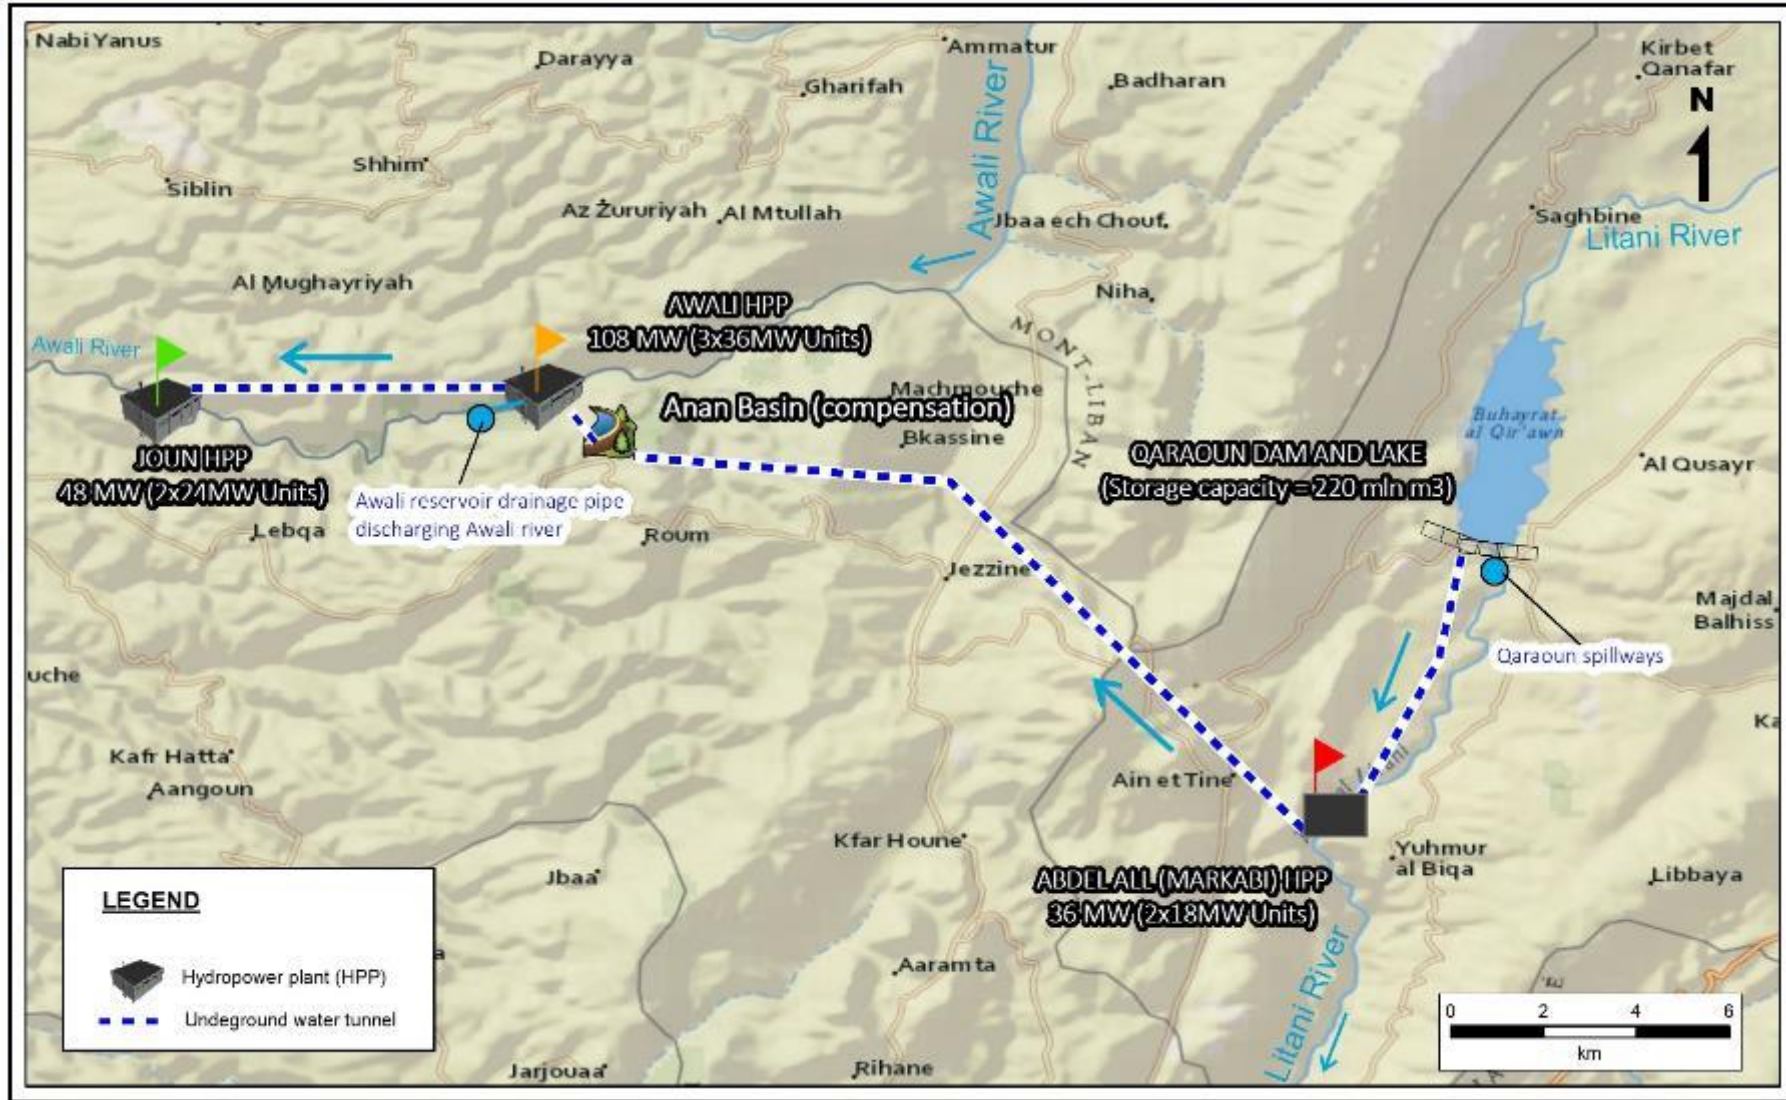 Nabi Yanus
Darayya
Gharifah
Ammatur
Badharan
Kirbet
Qanafar
N
Shhim
Siblin
Az Zururiyah
Al Mtullah
Awali River
Jbaa ech Chouf
Saghbine
Litani River
Al Mughayriyah
Niha
AWALI HPP
108 MW (3x36MW Units)
Awali River
MONT-LIBAN
Machmouche
Anan Basin (compensation)
Bkassine
Buhayrat
al Qir'awn
JOUN HPP
48 MW (2x24MW Units)
QARAOUN DAM AND LAKE
(Storage capacity = 220 mln m3)
Al Qusayr
Awali reservoir drainage pipe
discharging Awali river
Lebqa
Roum
Jezzine
Majdal
Balhiss
Qaraoun spillways
uche
Ka
Kafr Hatta
Aangoun
Ain et Tine
Kfar Houne
Yuhmur
al Biqa
Jbaa
ABDEL ALL (MARKABI) HPP
36 MW (2x18MW Units)
Libbaya
LEGEND
Hydropower plant (HPP)
Undeground water tunnel
a
Aaramta
Litani River
0 2 4 6
km
Jarjouaa
Rihane